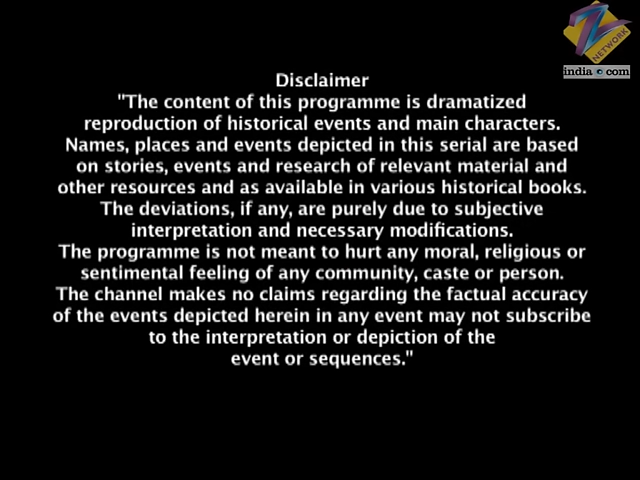 NETWORK
india.com
Disclaimer
"The content of this programme is dramatized
reproduction of historical events and main characters.
Names, places and events depicted in this serial are based
on stories, events and research of relevant material and
other resources and as available in various historical books.
The deviations, if any, are purely due to subjective
interpretation and necessary modifications.
The programme is not meant to hurt any moral, religious or
sentimental feeling of any community, caste or person.
The channel makes no claims regarding the factual accuracy
of the events depicted herein in any event may not subscribe
to the interpretation or depiction of the
event or sequences."